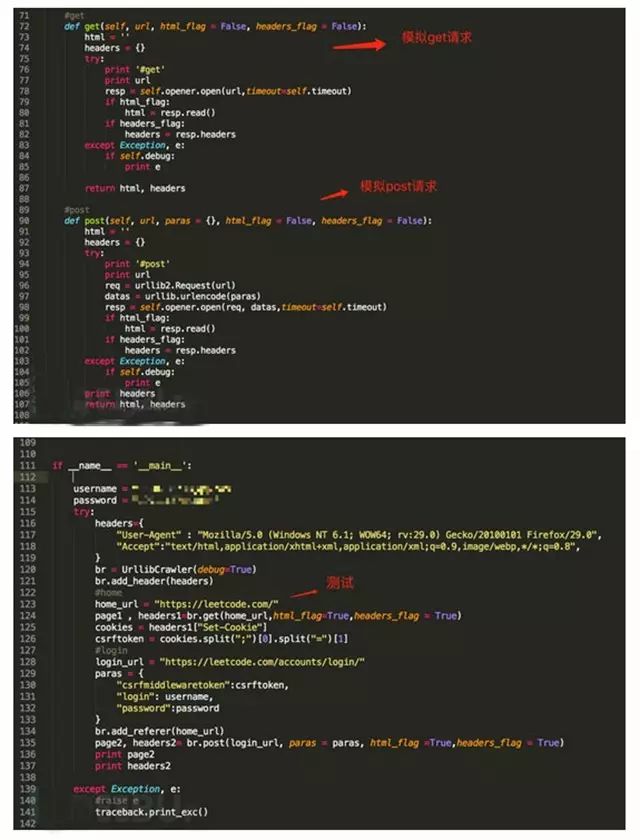 71 #get
72 def get(self, url, html_flag = False, headers_flag = False):
73 html = ''
74 headers = {}
模拟get请求
75 try:
76 print '#get'
77 print url
78 resp = self.opener.open(url,timeout=self.timeout)
79 if html_flag:
80 html = resp.read()
81 if headers_flag:
82 headers = resp.headers
83 except Exception, e:
84 if self.debug:
85 print e
86
87 return html, headers
模拟post请求
88
89 #post
90 def post(self, url, paras = {}, html_flag = False, headers_flag = False):
91 html = ''
92 headers = {}
93 try:
94 print '#post'
95 print url
96 req = urllib2.Request(url)
97 datas = urllib.urlencode(paras)
98 resp = self.opener.open(req, datas,timeout=self.timeout)
99 if html_flag:
100 html = resp.read()
101 if headers_flag:
102 headers = resp.headers
103 except Exception, e:
104 if self.debug:
105 print e
106 print headers
107 return html, headers
108
109
110
111 if __name__ == '__main__':
112
113 username =
114 password =
115 try:
116 headers={
117 "User-Agent" : "Mozilla/5.0 (Windows NT 6.1; WOW64; rv:29.0) Gecko/20100101 Firefox/29.0",
118 "Accept":"text/html,application/xhtml+xml,application/xml;q=0.9,image/webp,*/*;q=0.8",
119 }
120 br = UrllibCrawler(debug=True)
121 br.add_header(headers)
122 #home
测试
123 home_url = "https://leetcode.com/"
124 page1 , headers1=br.get(home_url,html_flag=True,headers_flag = True)
125 cookies = headers1["Set-Cookie"]
126 csrftoken = cookies.split(";")[0].split("=")[1]
127 #login
128 login_url = "https://leetcode.com/accounts/login/"
129 paras = {
130 "csrfmiddlewaretoken":csrftoken,
131 "login": username,
132 "password":password
133 }
134 br.add_referer(home_url)
135 page2, headers2= br.post(login_url, paras = paras, html_flag =True,headers_flag = True)
136 print page2
137 print headers2
138
139 except Exception, e:
140 #raise e
141 traceback.print_exc()
142